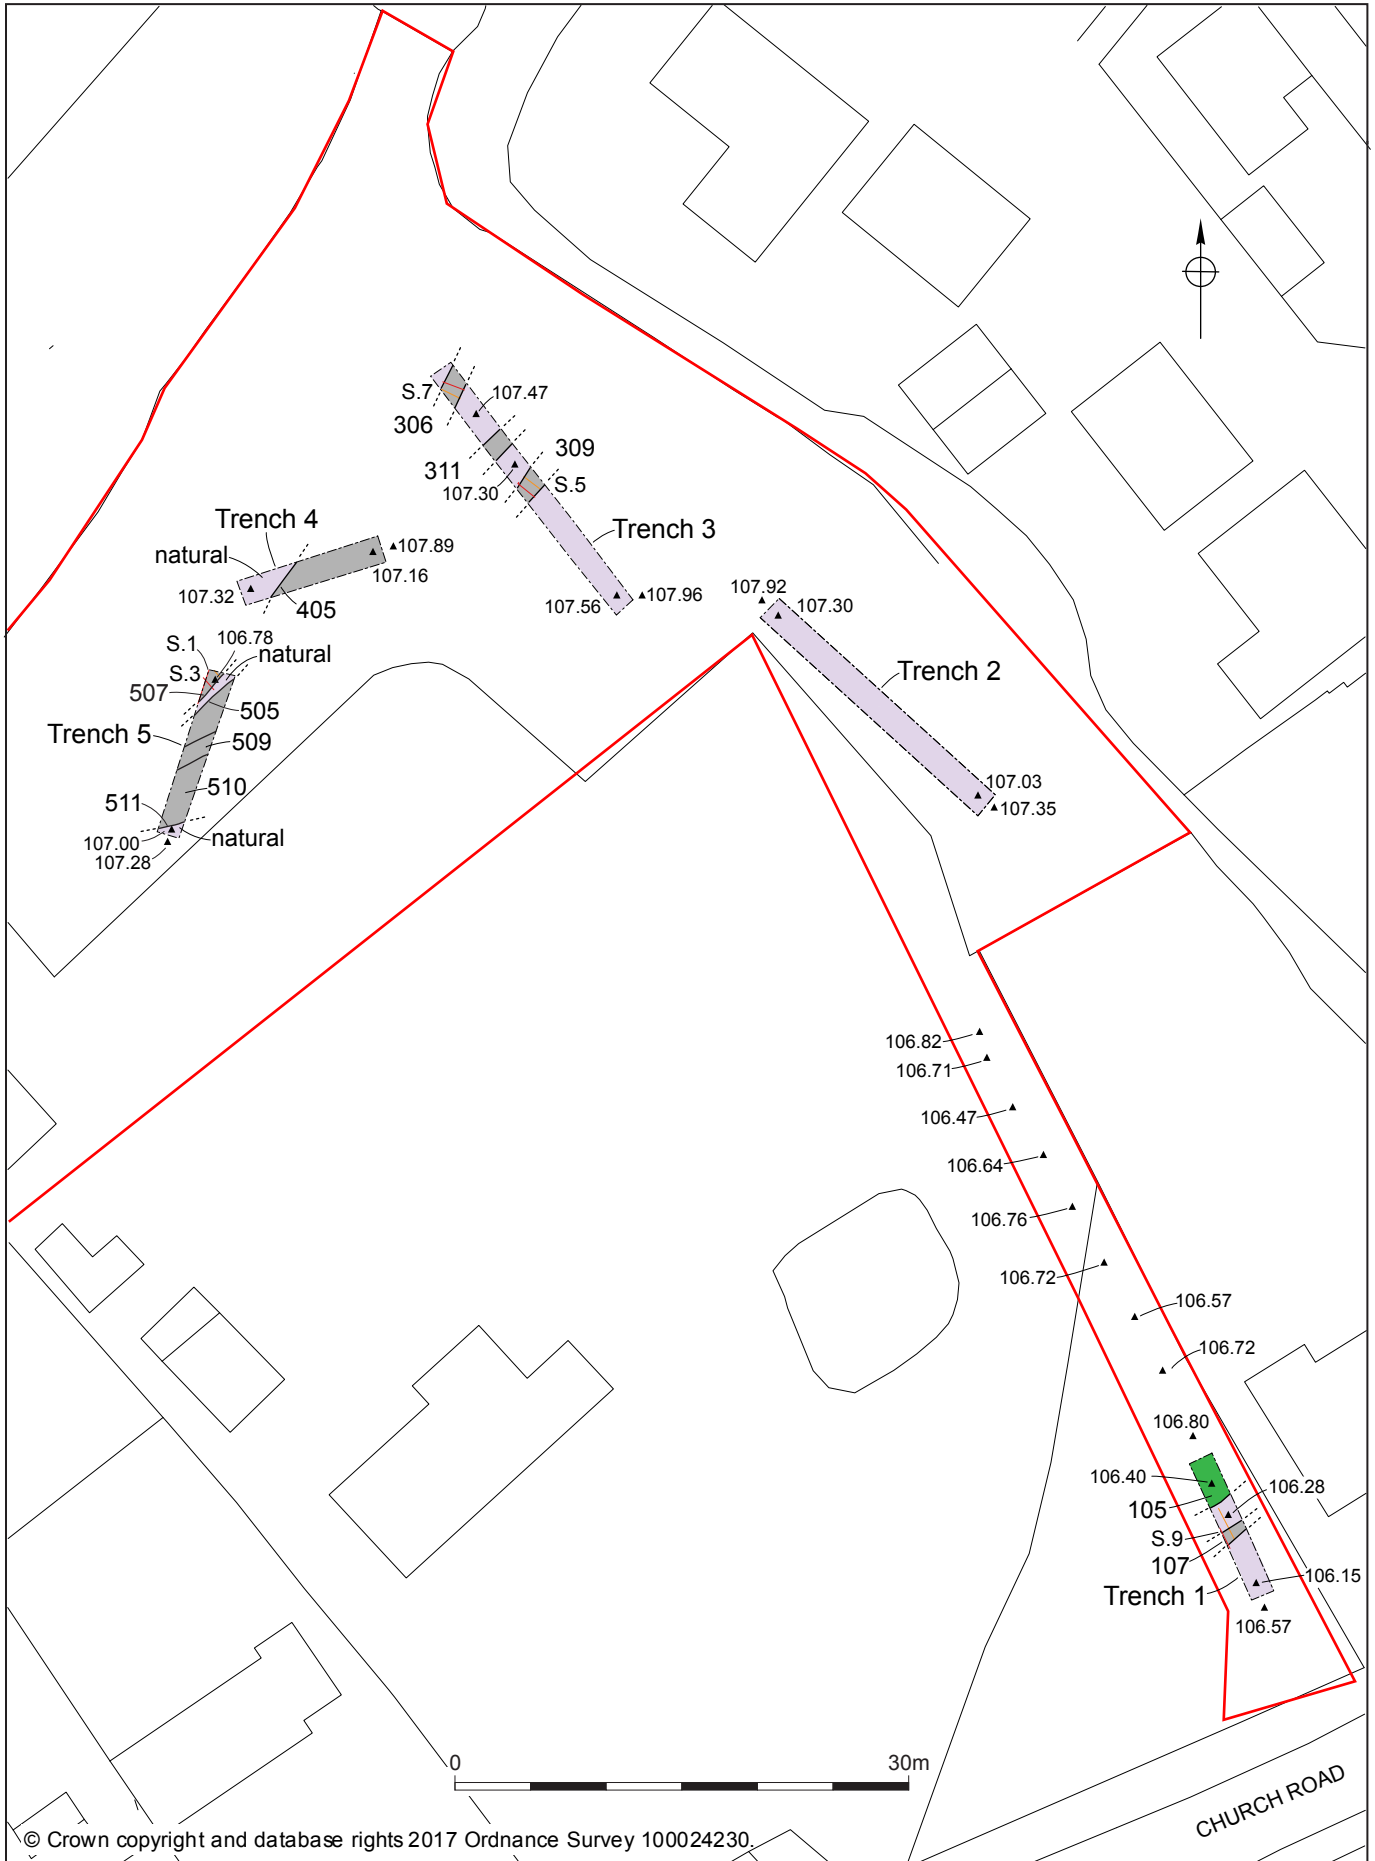 S.7
107.47
306
309
311
S.5
107.30
Trench 4
Trench 3
natural
107.89
107.16
107.32
405
107.92
107.56
107.96
107.30
S.1
106.78
natural
S.3
507
Trench 2
505
Trench 5
509
107.03
510
511
107.35
107.00
natural
107.28
106.82
106.71
106.47
106.64
106.76
106.72
106.57
106.72
106.80
106.40
106.28
105
S.9
107
106.15
Trench 1
106.57
0
30m
CHURCH ROAD
© Crown copyright and database rights 2017 Ordnance Survey 100024230.